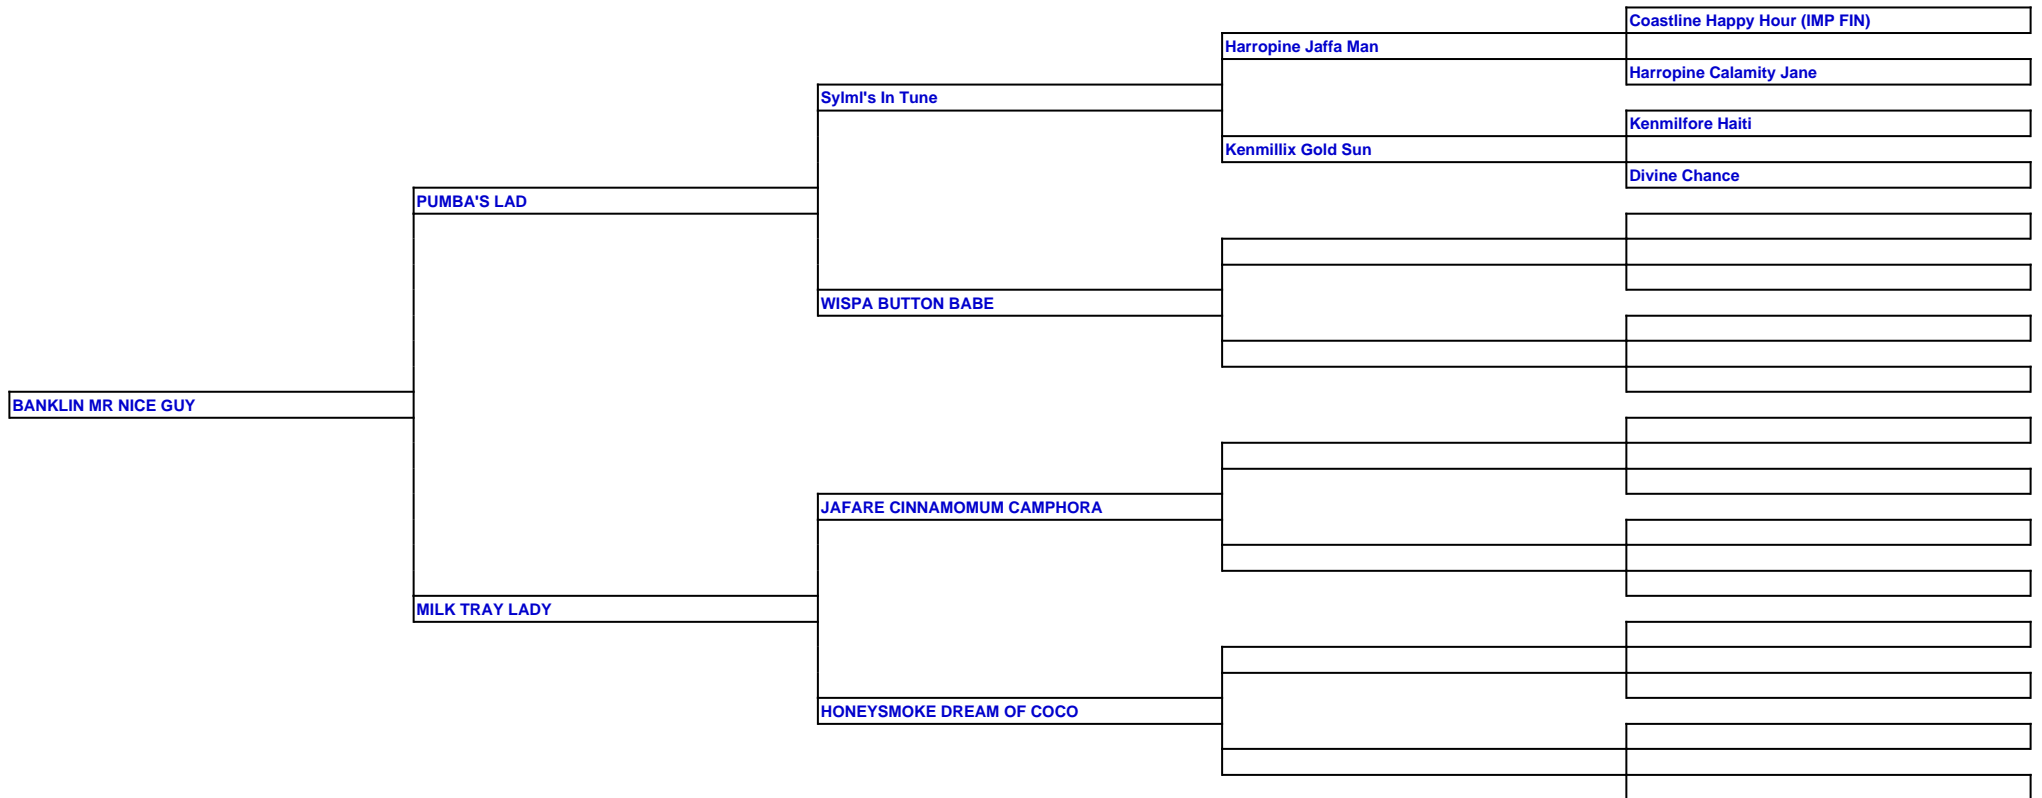 Coastline Happy Hour (IMP FIN)
Harropine Jaffa Man
Harropine Calamity Jane
Sylml's In Tune
Kenmilfore Haiti
Kenmillix Gold Sun
Divine Chance
PUMBA'S LAD
WISPA BUTTON BABE
BANKLIN MR NICE GUY
JAFARE CINNAMOMUM CAMPHORA
MILK TRAY LADY
HONEYSMOKE DREAM OF COCO